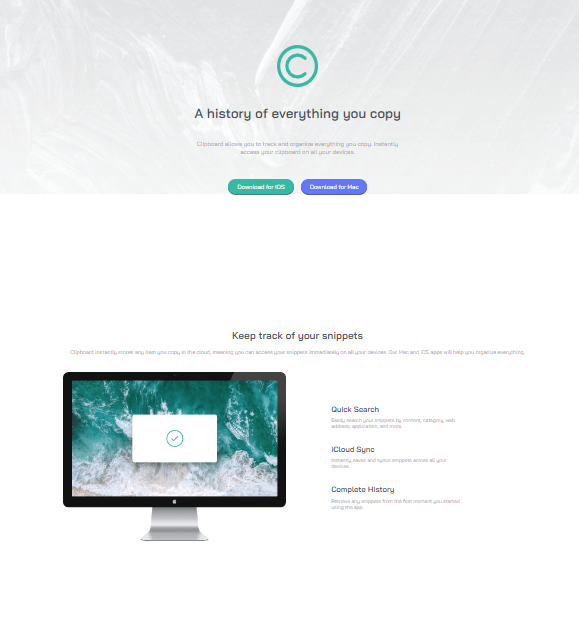 ©
A history of everything you copy
Clipboard allows you to track and organize everything you copy. Instantly
access your clipboard on all your devices.
Download for iOS
Download for Mac
Keep track of your snippets
Clipboard instantly stores any item you copy in the cloud, meaning you can access your snippets immediately on all your devices. Our Mac and iOS apps will help you organize everything.
Quick Search
Easily search your snippets by content, category, web
address, application, and more.
iCloud Sync
Instantly saves and syncs snippets across all your
devices.
Complete History
Retrieve any snippets from the first moment you started
using the app.